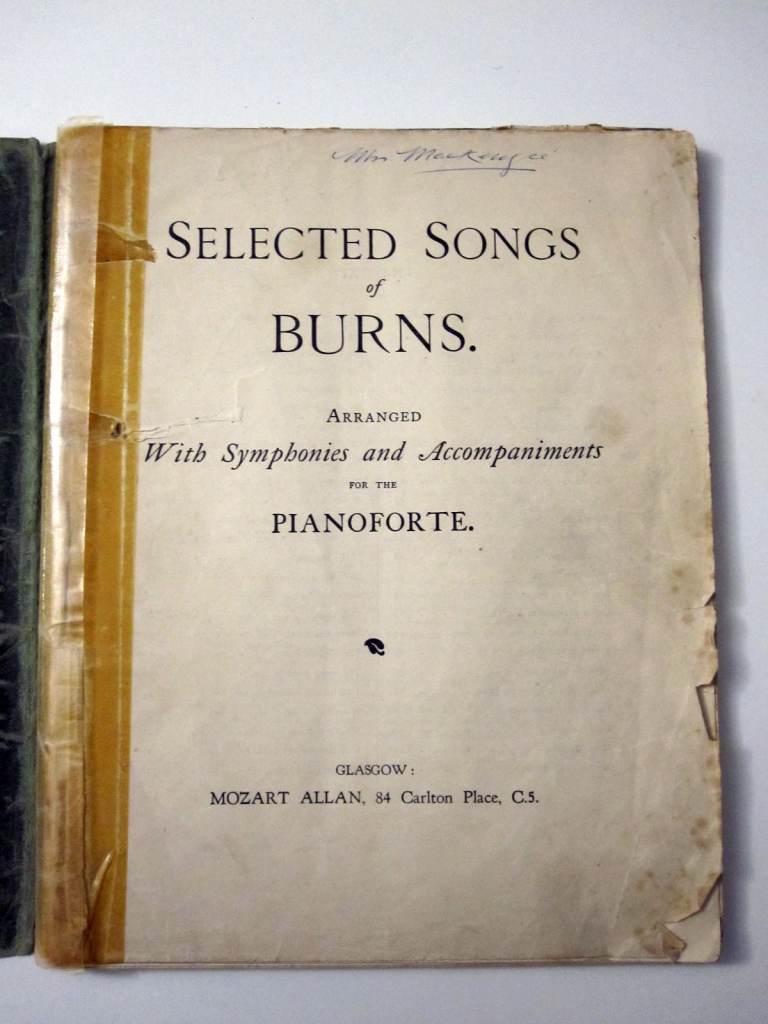 Mrs Mackenzie
SELECTED SONGS
of
BURNS.
ARRANGED
With Symphonies and Accompaniments
FOR THE
PIANOFORTE.
GLASGOW:
MOZART ALLAN, 84 Carlton Place, C.5.